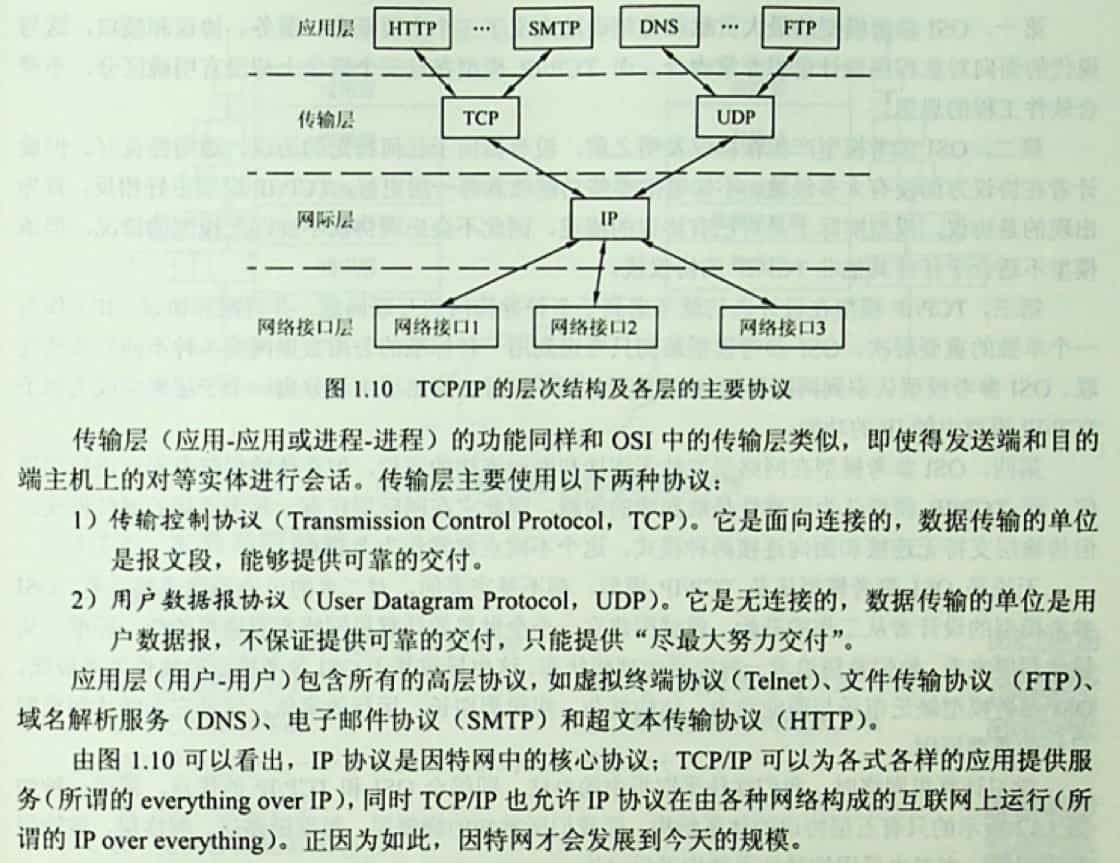 应用层 HTTP … SMTP DNS … FTP
传输层 TCP UDP
网际层 IP
网络接口层 网络接口1 网络接口2 网络接口3
图 1.10 TCP/IP 的层次结构及各层的主要协议
传输层（应用-应用或进程-进程）的功能同样和 OSI 中的传输层类似，即使得发送端和目的
端主机上的对等实体进行会话。传输层主要使用以下两种协议：
1）传输控制协议（Transmission Control Protocol，TCP）。它是面向连接的，数据传输的单位
是报文段，能够提供可靠的交付。
2）用户数据报协议（User Datagram Protocol，UDP）。它是无连接的，数据传输的单位是用
户数据报，不保证提供可靠的交付，只能提供“尽最大努力交付”。
应用层（用户-用户）包含所有的高层协议，如虚拟终端协议（Telnet）、文件传输协议（FTP）、
域名解析服务（DNS）、电子邮件协议（SMTP）和超文本传输协议（HTTP）。
由图 1.10 可以看出，IP 协议是因特网中的核心协议；TCP/IP 可以为各式各样的应用提供服
务（所谓的 everything over IP），同时 TCP/IP 也允许 IP 协议在由各种网络构成的互联网上运行（所
谓的 IP over everything）。正因为如此，因特网才会发展到今天的规模。